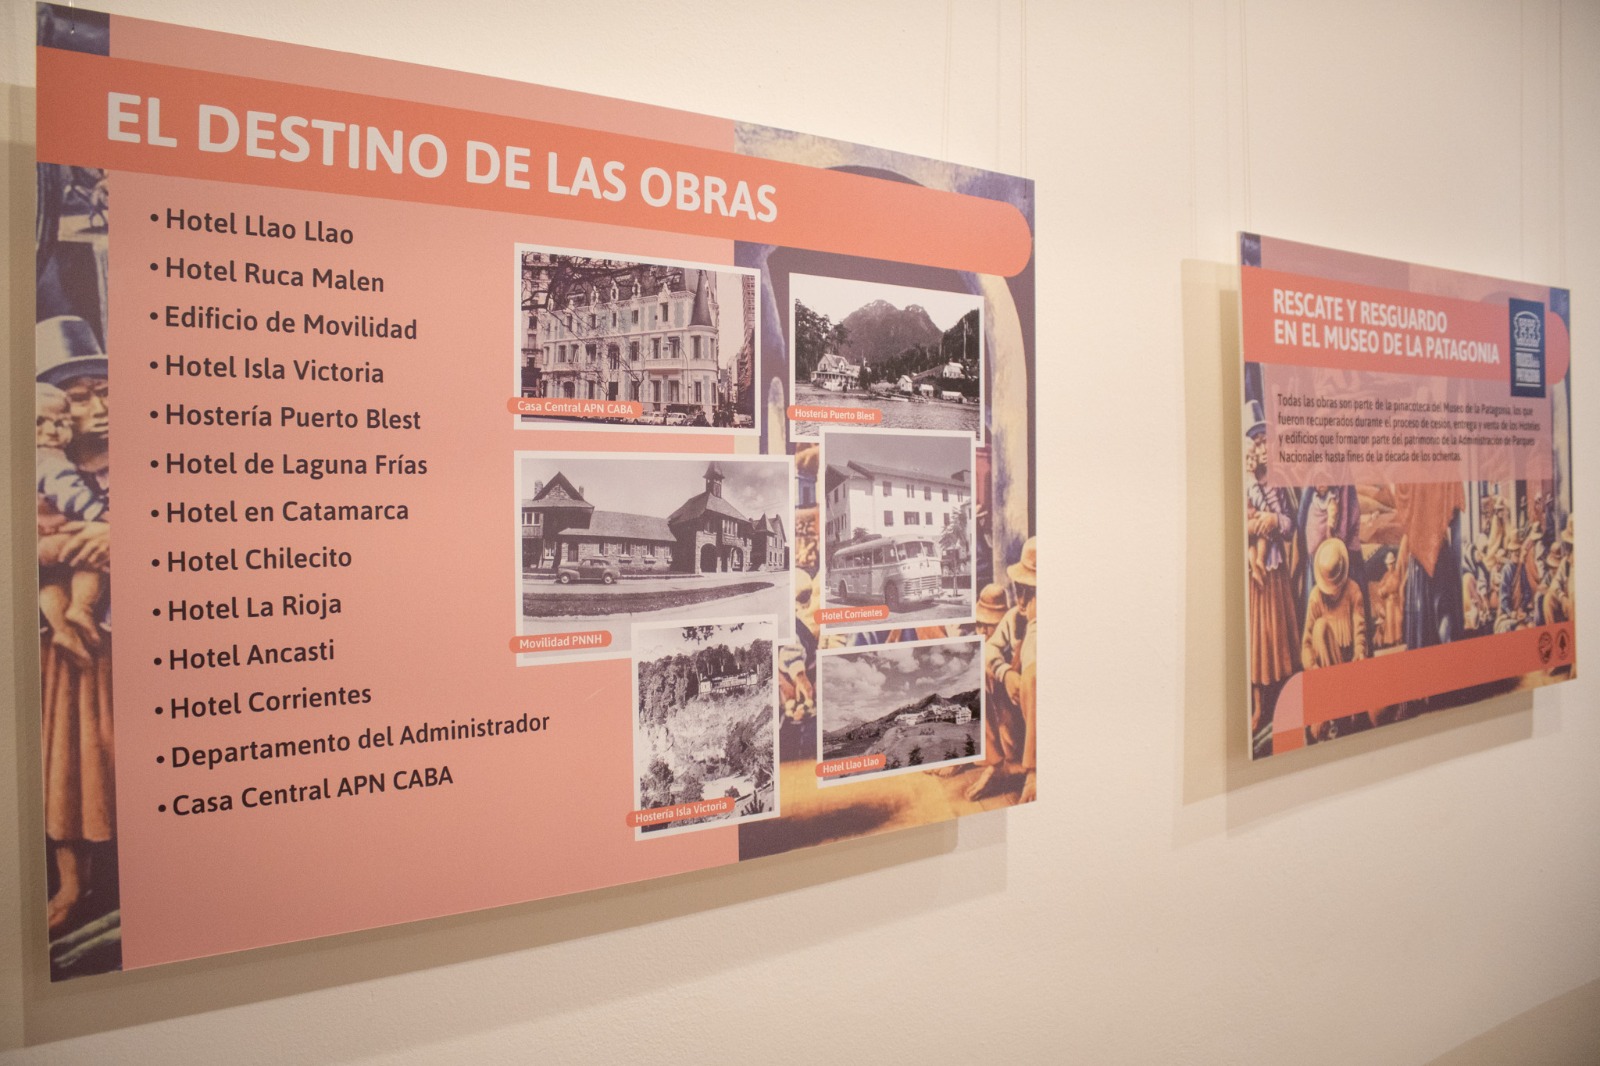 EL DESTINO DE LAS OBRAS
• Hotel Llao Llao
• Hotel Ruca Malen
• Edificio de Movilidad
• Hotel Isla Victoria
• Hostería Puerto Blest
• Hotel de Laguna Frías
• Hotel en Catamarca
• Hotel Chilecito
• Hotel La Rioja
• Hotel Ancasti
• Hotel Corrientes
• Departamento del Administrador
• Casa Central APN CABA
Casa Central APN CABA
Hostería Puerto Blest
Movilidad PNNH
Hotel Corrientes
Hostería Isla Victoria
Hotel Llao Llao
RESCATE Y RESGUARDO
EN EL MUSEO DE LA PATAGONIA
Todas las obras son parte de la pinacoteca del Museo de la Patagonia, los que
fueron recuperados durante el proceso de cesión, entrega y venta de los Hoteles
y edificios que formaron parte del patrimonio de la Administración de Parques
Nacionales hasta fines de la década de los ochentas.